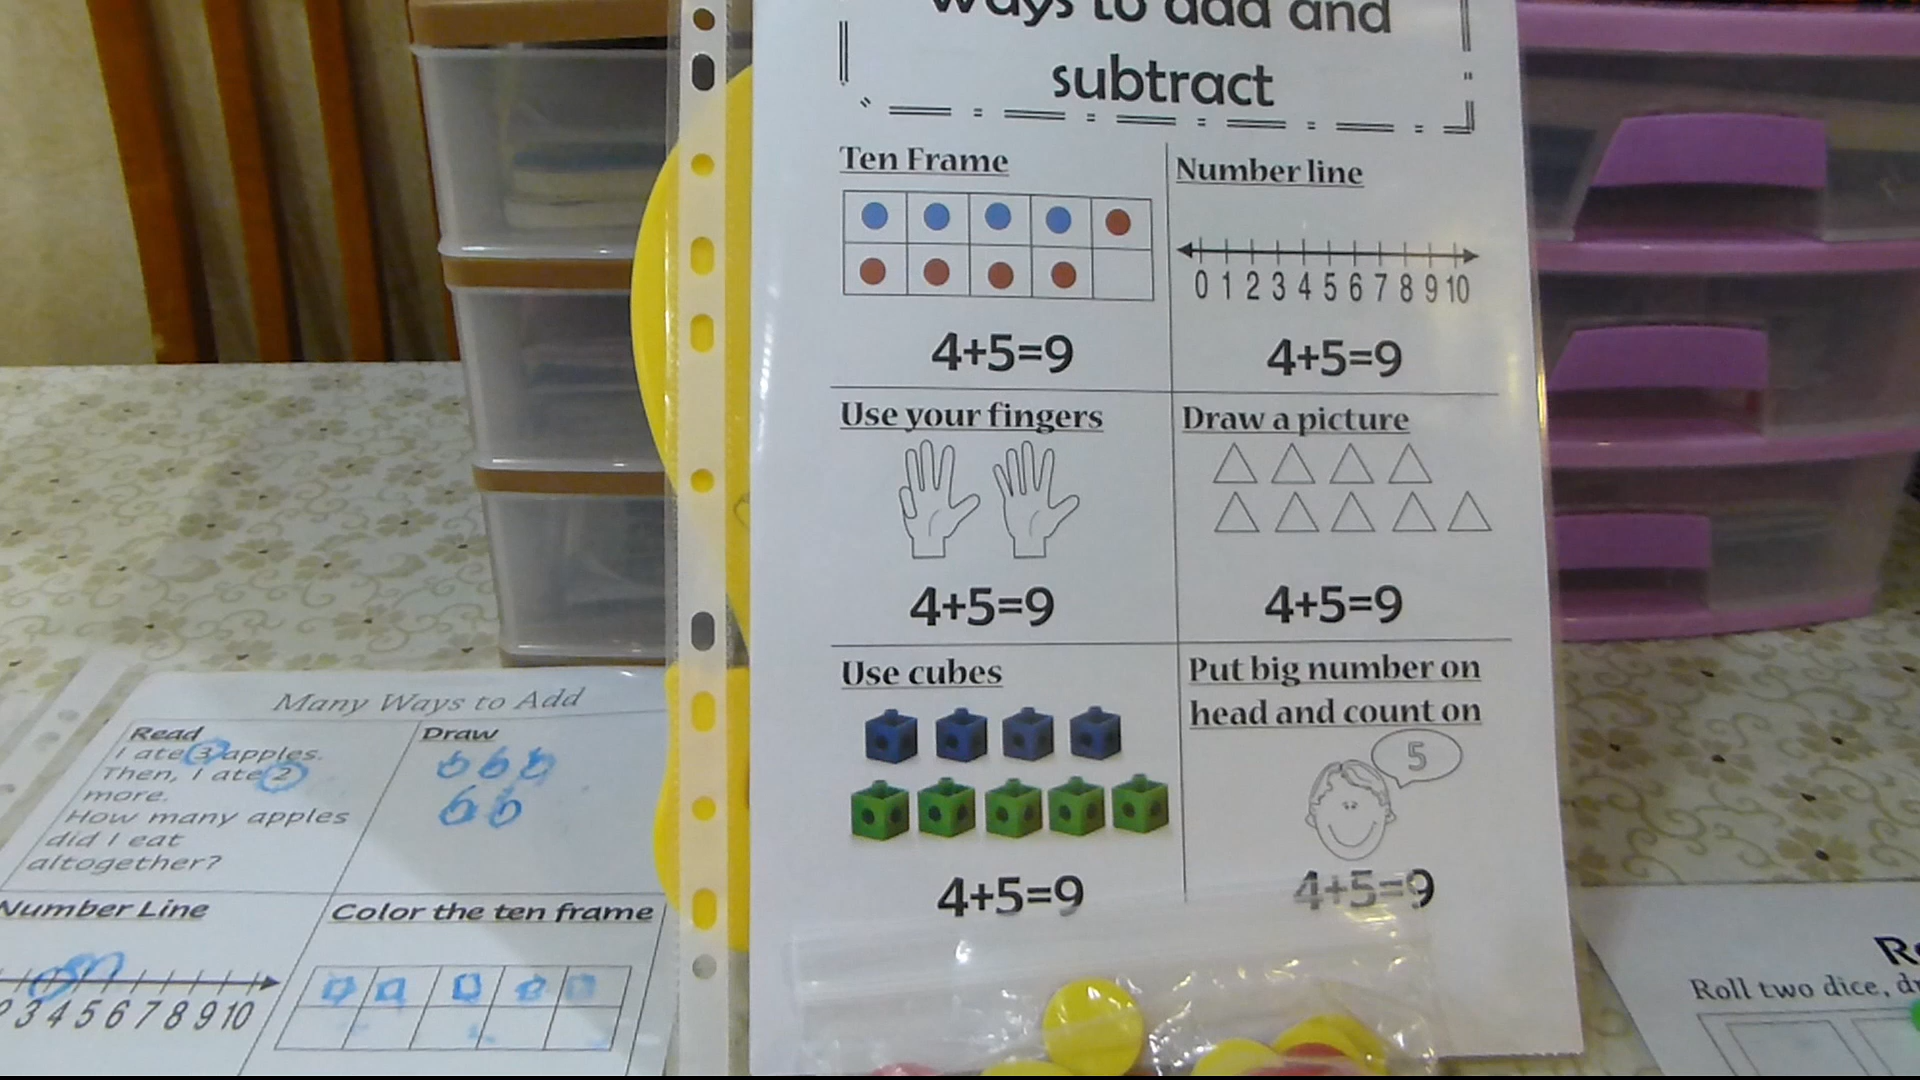 ways to add and
subtract
Ten Frame
Number line
0 1 2 3 4 5 6 7 8 9 10
4+5=9
4+5=9
Use your fingers
Draw a picture
4+5=9
4+5=9
Use cubes
Put big number on
head and count on
5
4+5=9
4+5=9
Many Ways to Add
Read
I ate 3 apples.
Then, I ate 2
more.
How many apples
did I eat
altogether?
Draw
Number Line
3 4 5 6 7 8 9 10
Color the ten frame
Roll two dice,